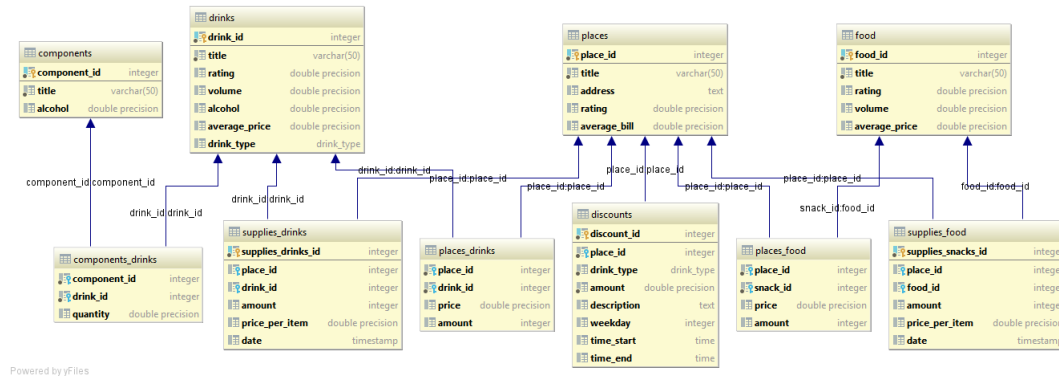 drinks
drink_id integer
title varchar(50)
rating double precision
volume double precision
alcohol double precision
average_price double precision
drink_type drink_type
places
place_id integer
title varchar(50)
address text
rating double precision
average_bill double precision
food
food_id integer
title varchar(50)
rating double precision
volume double precision
average_price double precision
components
component_id integer
title varchar(50)
alcohol double precision
component_id:component_id
drink_id:drink_id
drink_id:drink_id
drink_id:drink_id
place_id:place_id
place_id:place_id
place_id:place_id
place_id:place_id
place_id:place_id
snack_id:food_id
food_id:food_id
components_drinks
component_id integer
drink_id integer
quantity double precision
supplies_drinks
supplies_drinks_id integer
place_id integer
drink_id integer
amount integer
price_per_item double precision
date timestamp
places_drinks
place_id integer
drink_id integer
price double precision
amount integer
discounts
discount_id integer
place_id integer
drink_type drink_type
amount double precision
description text
weekday integer
time_start time
time_end time
places_food
place_id integer
snack_id integer
price double precision
amount integer
supplies_food
supplies_snacks_id integer
place_id integer
food_id integer
amount integer
price_per_item double precision
date timestamp
Powered by yFiles